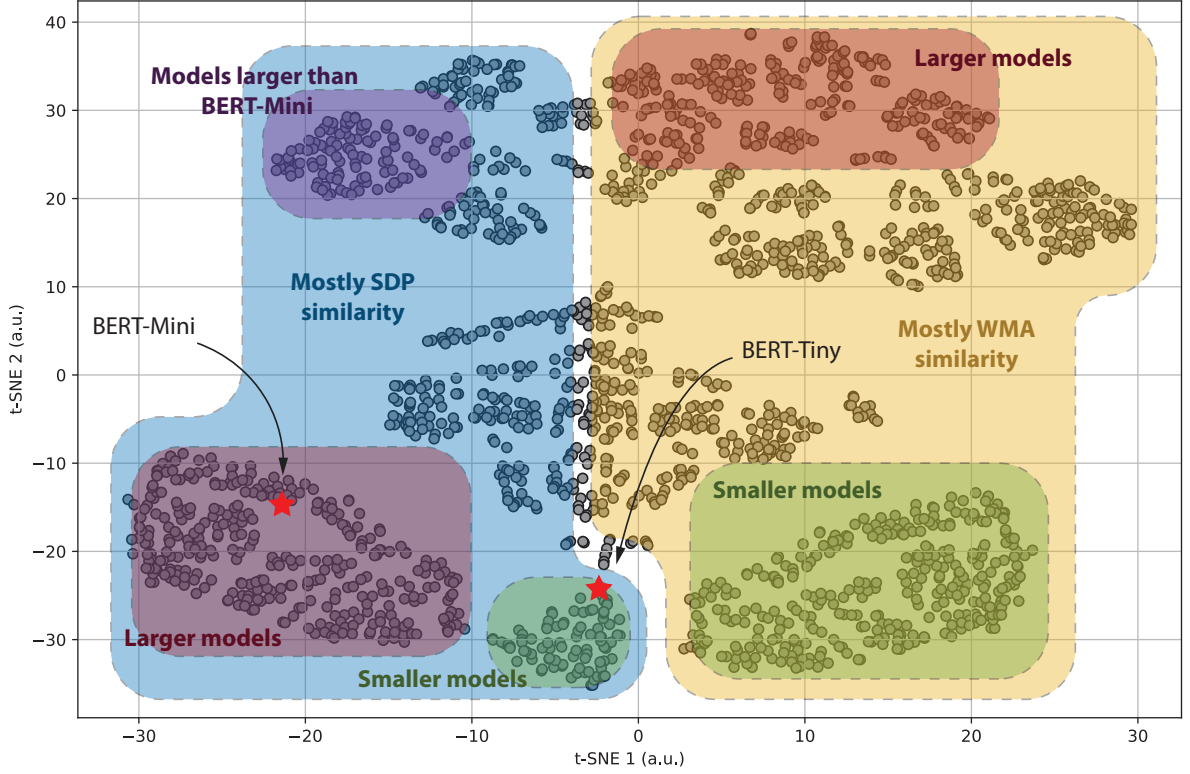 40
30
20
10
0
−10
−20
−30
t-SNE 2 (a.u.)
Models larger than
BERT-Mini
Larger models
Mostly SDP
similarity
BERT-Mini
Mostly WMA
similarity
BERT-Tiny
Smaller models
Larger models
Smaller models
−30
−20
−10
0
10
20
30
t-SNE 1 (a.u.)